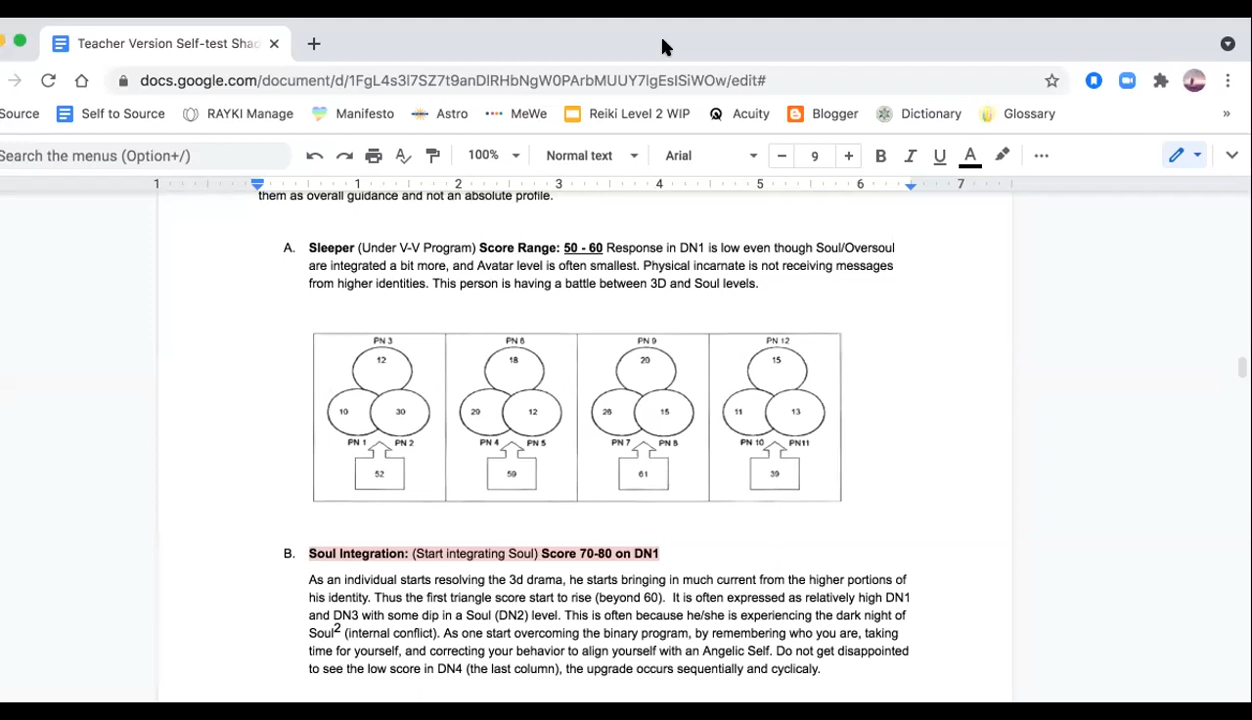 Teacher Version Self-test Shad
docs.google.com/document/d/1FgL4s3l7SZ7t9anDlRHbNgW0PArbMUUY7lgEsISiWOw/edit#
Source Self to Source RAYKI Manage Manifesto Astro MeWe Reiki Level 2 WIP Acuity Blogger Dictionary Glossary »
Search the menus (Option+/) 100% Normal text Arial 9 B I U A
1 1 2 3 4 5 6 7
them as overall guidance and not an absolute profile.
A. Sleeper (Under V-V Program) Score Range: 50 - 60 Response in DN1 is low even though Soul/Oversoul
are integrated a bit more, and Avatar level is often smallest. Physical incarnate is not receiving messages
from higher identities. This person is having a battle between 3D and Soul levels.
PN 3 PN 6 PN 9 PN 12
12 18 20 15
10 30 29 12 26 15 11 13
PN 1 PN 2 PN 4 PN 5 PN 7 PN 8 PN 10 PN11
52 59 61 39
B. Soul Integration: (Start integrating Soul) Score 70-80 on DN1
As an individual starts resolving the 3d drama, he starts bringing in much current from the higher portions of
his identity. Thus the first triangle score start to rise (beyond 60). It is often expressed as relatively high DN1
and DN3 with some dip in a Soul (DN2) level. This is often because he/she is experiencing the dark night of
Soul2 (internal conflict). As one start overcoming the binary program, by remembering who you are, taking
time for yourself, and correcting your behavior to align yourself with an Angelic Self. Do not get disappointed
to see the low score in DN4 (the last column), the upgrade occurs sequentially and cyclicaly.